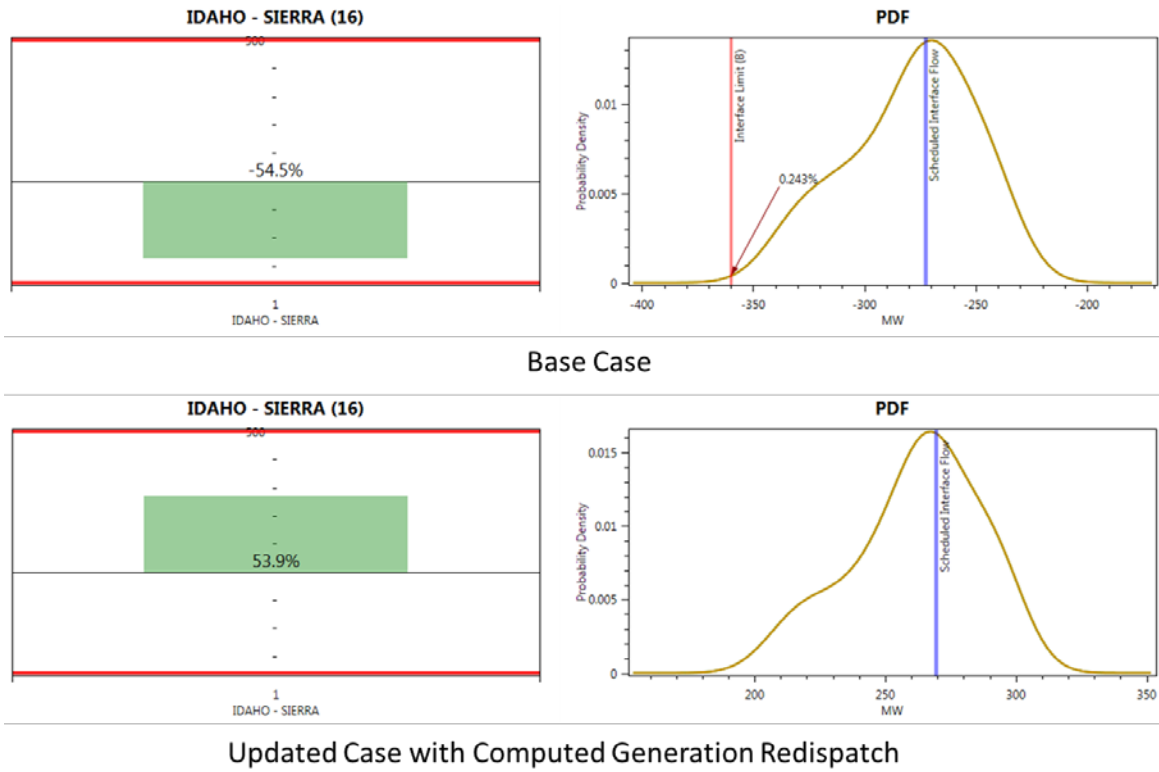 IDAHO - SIERRA (16)
500
-54.5%
1
IDAHO - SIERRA
PDF
Probability Density
0.01
0.005
0
Interface Limit (B)
0.243%
Scheduled Interface Flow
-400 -350 -300 -250 -200
MW
Base Case
IDAHO - SIERRA (16)
500
53.9%
1
IDAHO - SIERRA
PDF
Probability Density
0.015
0.01
0.005
0
Scheduled Interface Flow
200 250 300 350
MW
Updated Case with Computed Generation Redispatch